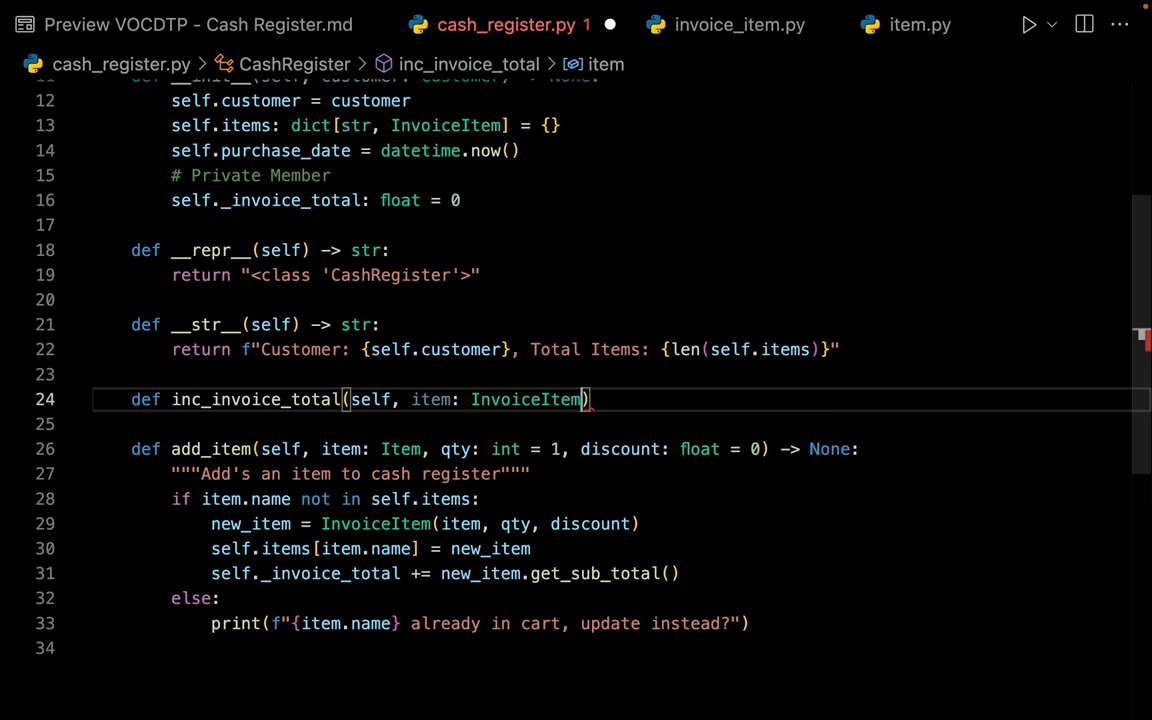 Preview VOCDTP - Cash Register.md cash_register.py 1 invoice_item.py item.py
cash_register.py > CashRegister > inc_invoice_total > item
12 self.customer = customer
13 self.items: dict[str, InvoiceItem] = {}
14 self.purchase_date = datetime.now()
15 # Private Member
16 self._invoice_total: float = 0
17
18 def __repr__(self) -> str:
19 return "<class 'CashRegister'>"
20
21 def __str__(self) -> str:
22 return f"Customer: {self.customer}, Total Items: {len(self.items)}"
23
24 def inc_invoice_total(self, item: InvoiceItem)
25
26 def add_item(self, item: Item, qty: int = 1, discount: float = 0) -> None:
27 """Add's an item to cash register"""
28 if item.name not in self.items:
29 new_item = InvoiceItem(item, qty, discount)
30 self.items[item.name] = new_item
31 self._invoice_total += new_item.get_sub_total()
32 else:
33 print(f"{item.name} already in cart, update instead?")
34